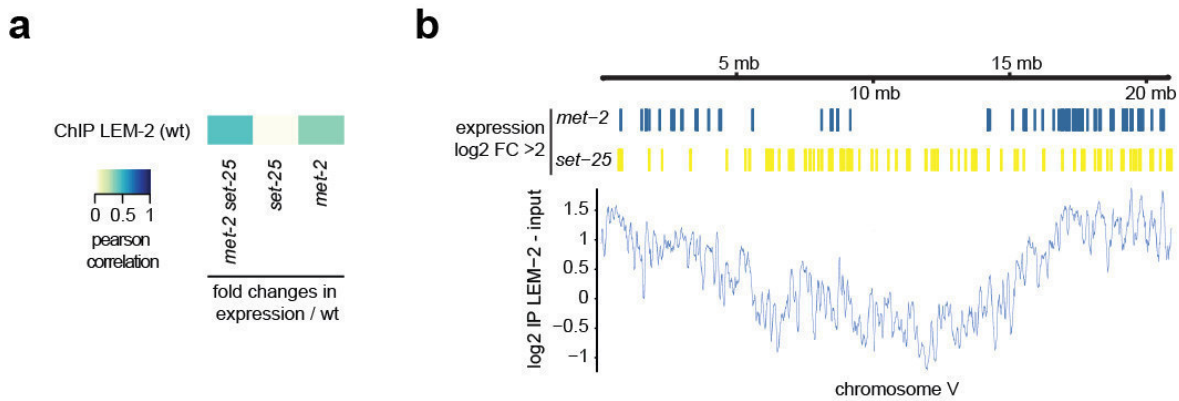 a
ChIP LEM-2 (wt)
0 0.5 1
pearson
correlation
met-2 set-25
set-25
met-2
fold changes in
expression / wt
b
5 mb
15 mb
10 mb
20 mb
expression
log2 FC >2
met-2
set-25
log2 IP LEM-2 - input
1.5
1
0.5
0
-0.5
-1
chromosome V